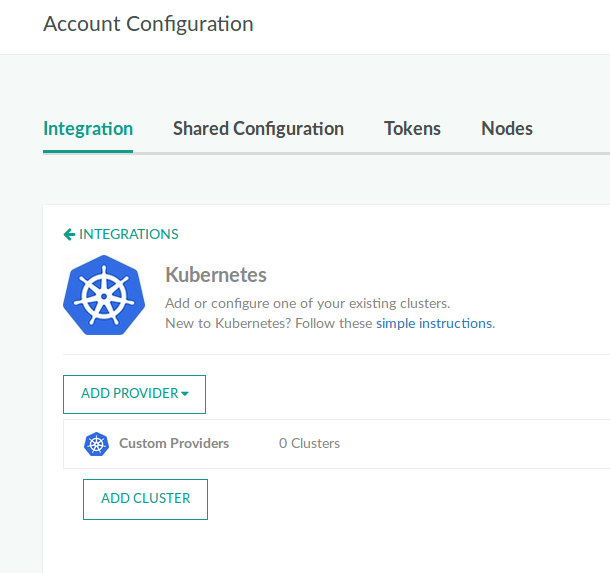 Account Configuration
Integration Shared Configuration Tokens Nodes
INTEGRATIONS
Kubernetes
Add or configure one of your existing clusters.
New to Kubernetes? Follow these simple instructions.
ADD PROVIDER
Custom Providers 0 Clusters
ADD CLUSTER